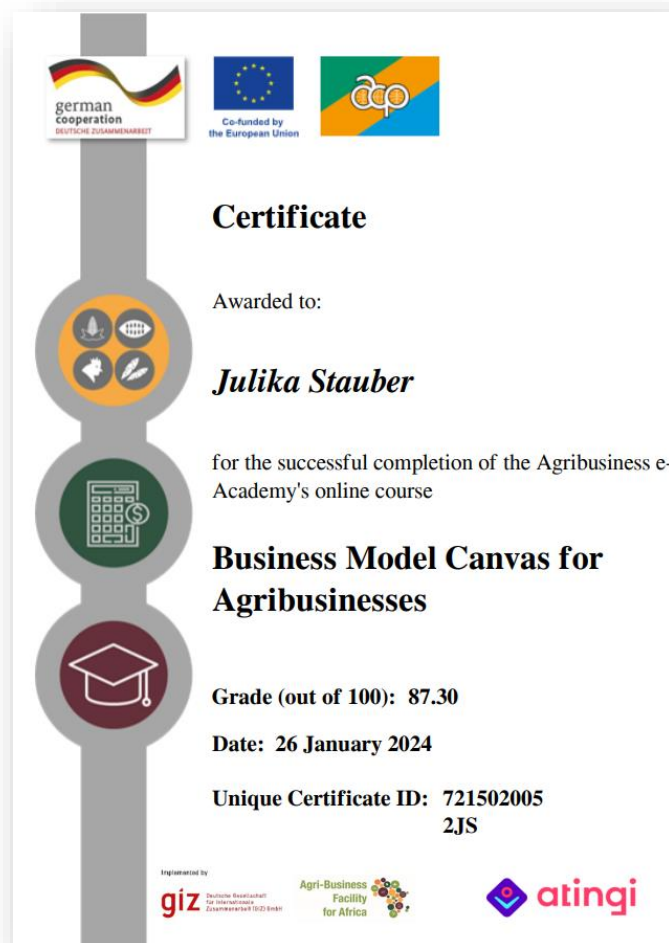 german
cooperation
DEUTSCHE ZUSAMMENARBEIT
Co-funded by
the European Union
acp
Certificate
Awarded to:
Julika Stauber
for the successful completion of the Agribusiness e-
Academy's online course
Business Model Canvas for
Agribusinesses
Grade (out of 100): 87.30
Date: 26 January 2024
Unique Certificate ID: 721502005
2JS
Implemented by
giz
Deutsche Gesellschaft
für Internationale
Zusammenarbeit (GIZ) GmbH
Agri-Business
Facility
for Africa
atingi